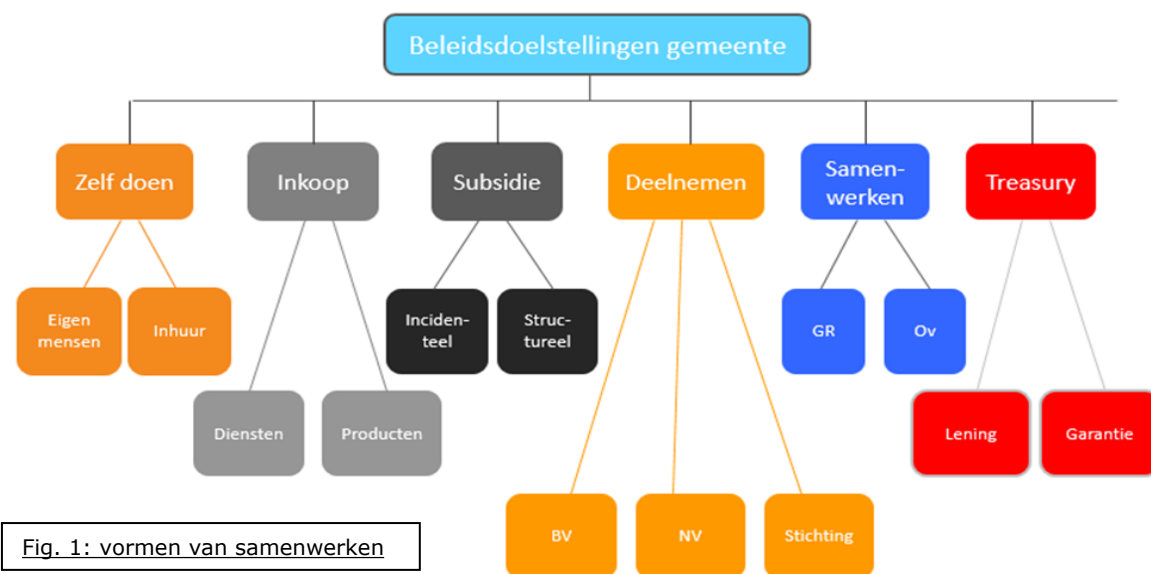 Beleidsdoelstellingen gemeente
Zelf doen
Inkoop
Subsidie
Deelnemen
Samen-
werken
Treasury
Eigen
mensen
Inhuur
Inciden-
teel
Struc-
tureel
GR
Ov
Diensten
Producten
Lening
Garantie
BV
NV
Stichting
Fig. 1: vormen van samenwerken